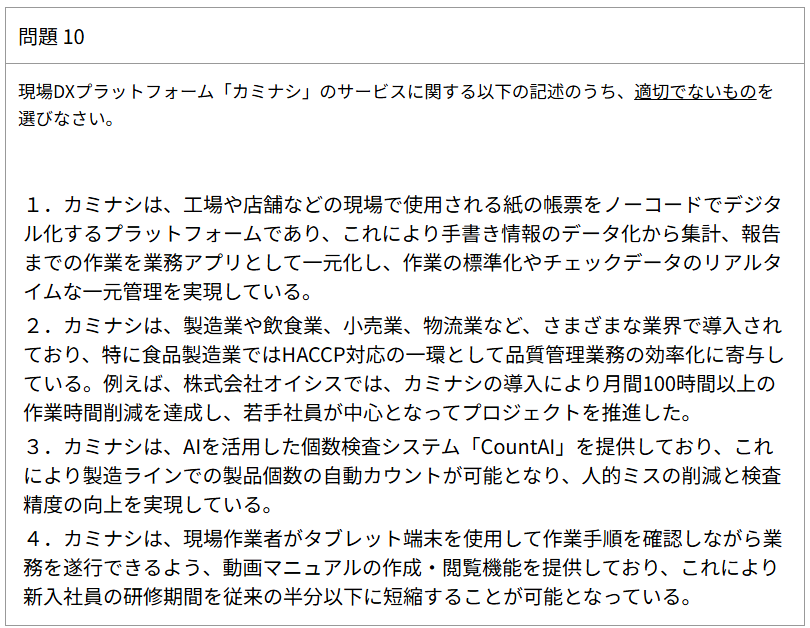 問題 10
現場DXプラットフォーム「カミナシ」のサービスに関する以下の記述のうち、適切でないものを
選びなさい。
１．カミナシは、工場や店舗などの現場で使用される紙の帳票をノーコードでデジタ
ル化するプラットフォームであり、これにより手書き情報のデータ化から集計、報告
までの作業を業務アプリとして一元化し、作業の標準化やチェックデータのリアルタ
イムな一元管理を実現している。
２．カミナシは、製造業や飲食業、小売業、物流業など、さまざまな業界で導入され
ており、特に食品製造業ではHACCP対応の一環として品質管理業務の効率化に寄与し
ている。例えば、株式会社オイシスでは、カミナシの導入により月間100時間以上の
作業時間削減を達成し、若手社員が中心となってプロジェクトを推進した。
３．カミナシは、AIを活用した個数検査システム「CountAI」を提供しており、これ
により製造ラインでの製品個数の自動カウントが可能となり、人的ミスの削減と検査
精度の向上を実現している。
４．カミナシは、現場作業者がタブレット端末を使用して作業手順を確認しながら業
務を遂行できるよう、動画マニュアルの作成・閲覧機能を提供しており、これにより
新入社員の研修期間を従来の半分以下に短縮することが可能となっている。